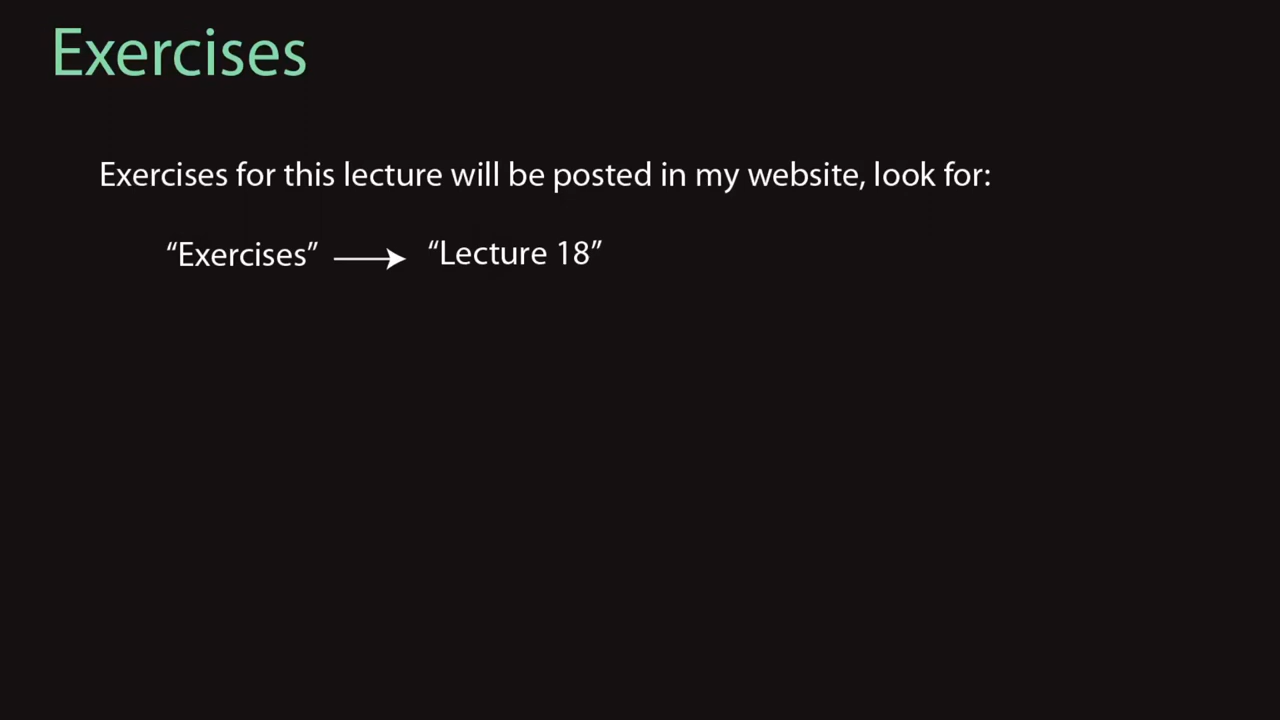 Exercises
Exercises for this lecture will be posted in my website, look for:
“Exercises” → “Lecture 18”